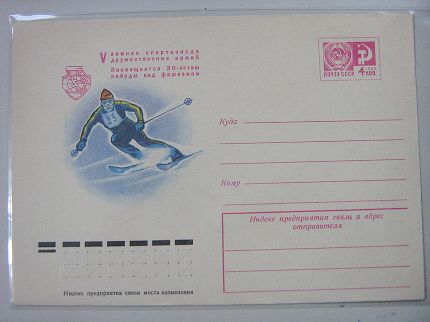 V зимняя спартакиада
дружественных армий
Посвящается 30-летию
победы над фашизмом
23
ПОЧТА СССР 4 КОП.
Куда
Кому
Индекс предприятия связи и адрес
отправителя
Индекс предприятия связи места назначения